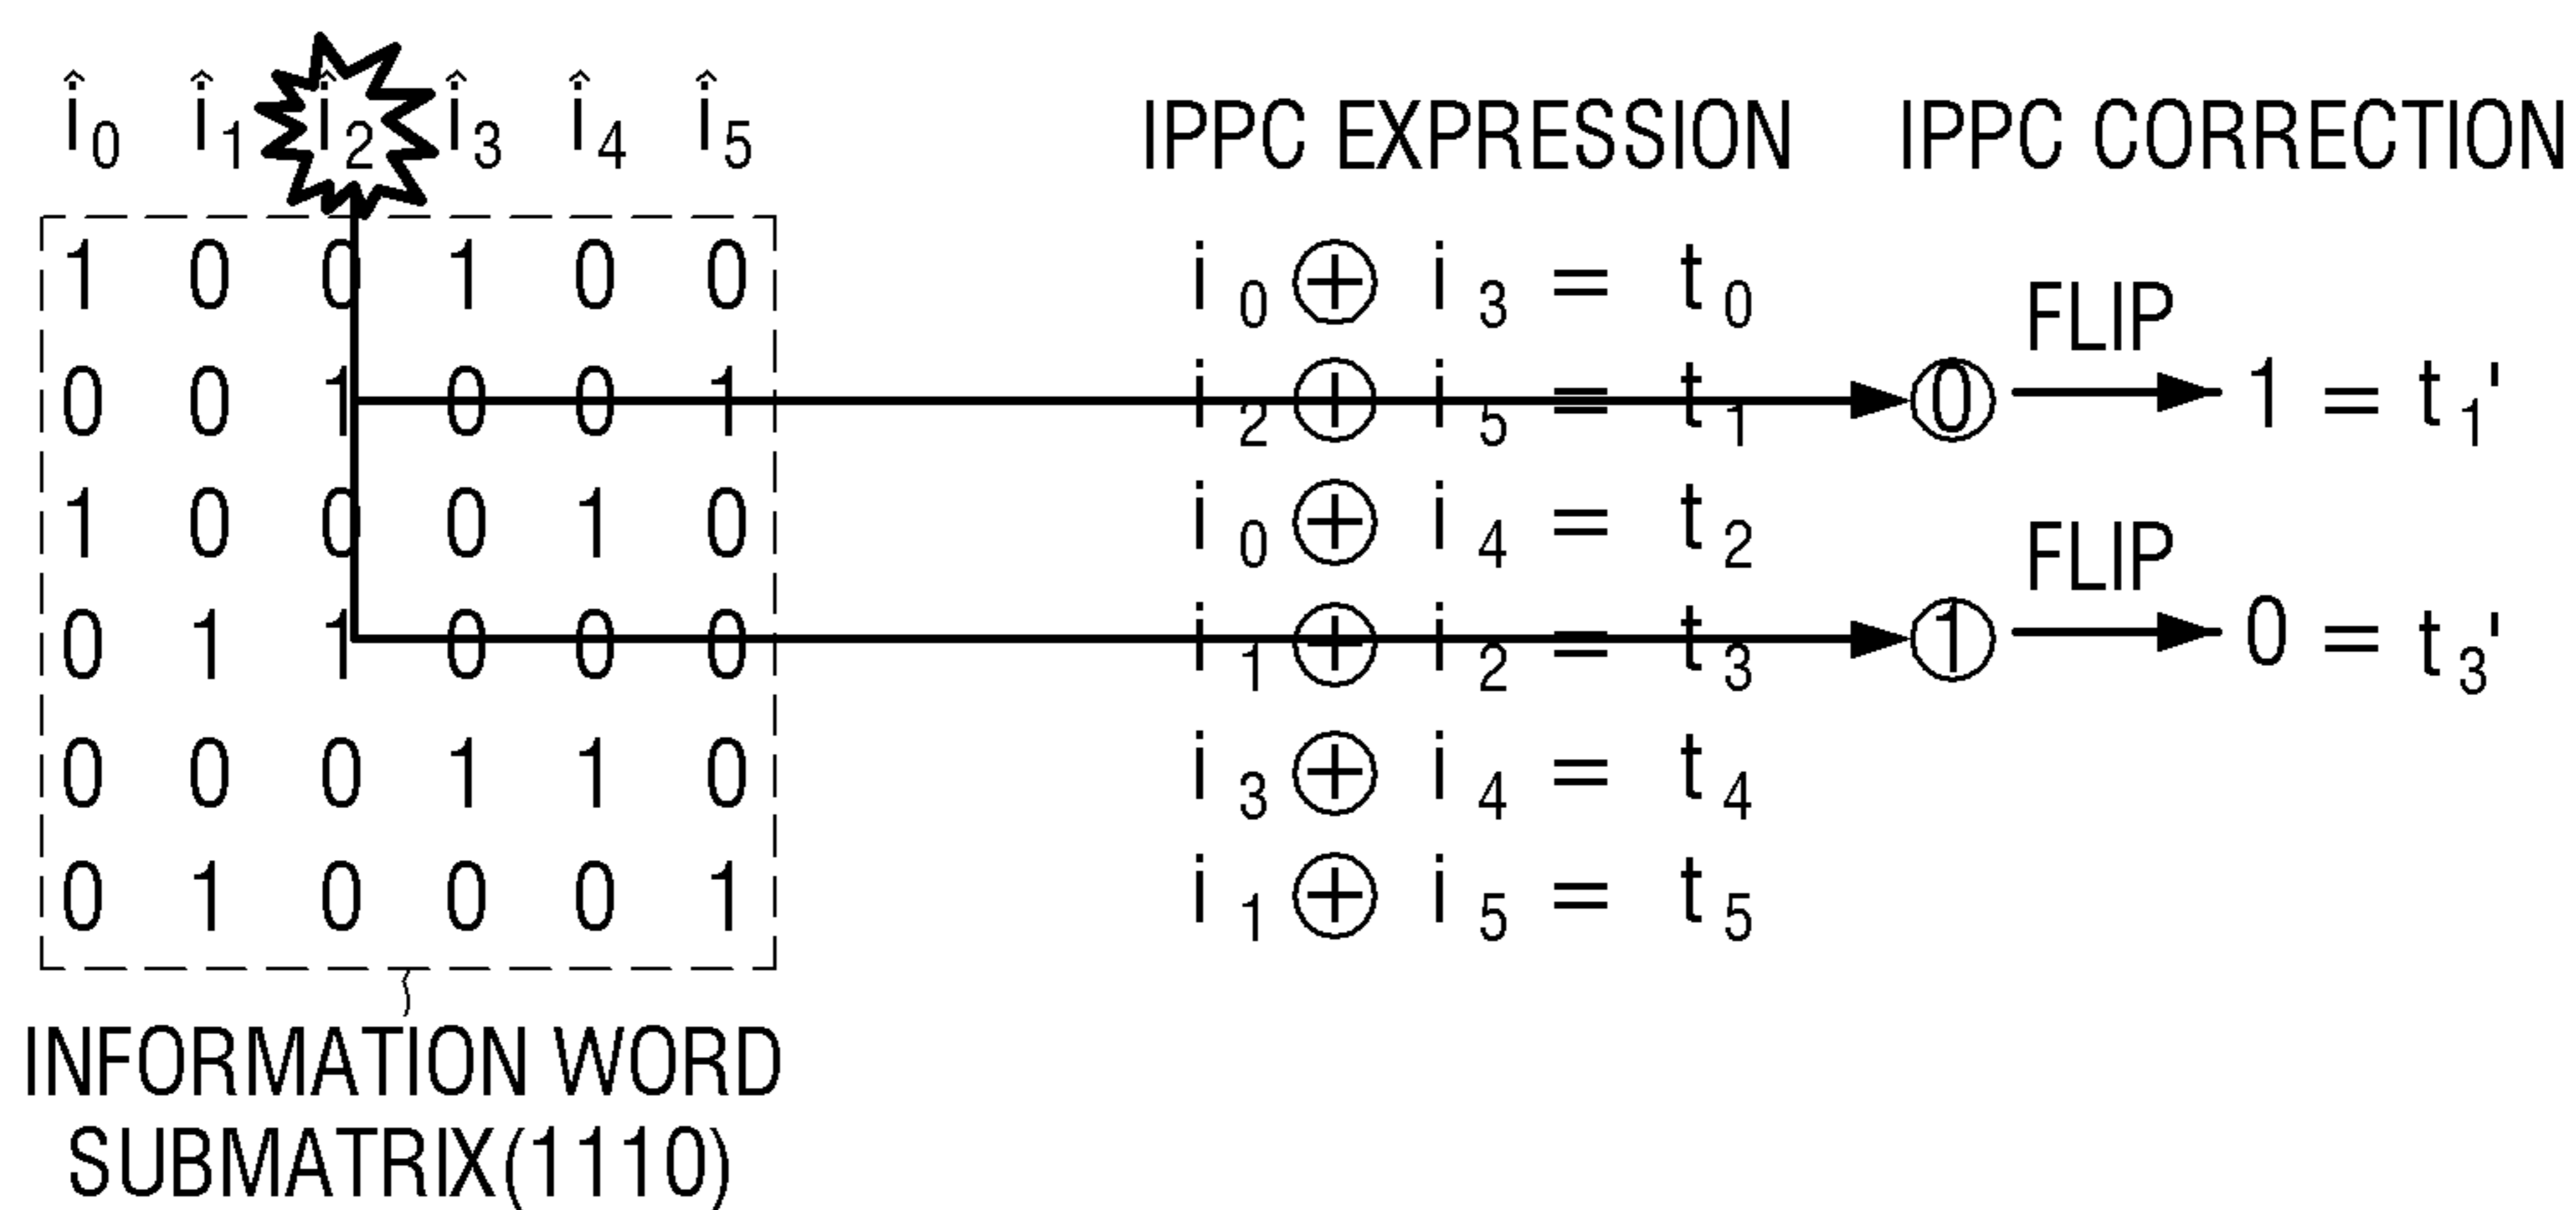 î0 î1 î2 î3 î4 î5 IPPC EXPRESSION IPPC CORRECTION
1 0 0 1 0 0 i0 ⊕ i3 = t0
FLIP
0 0 1 0 0 1 i2 ⊕ i5 = t1 0 1 = t1'
1 0 0 0 1 0 i0 ⊕ i4 = t2
FLIP
0 1 1 0 0 0 i1 ⊕ i2 = t3 1 0 = t3'
0 0 0 1 1 0 i3 ⊕ i4 = t4
0 1 0 0 0 1 i1 ⊕ i5 = t5
INFORMATION WORD
SUBMATRIX(1110)